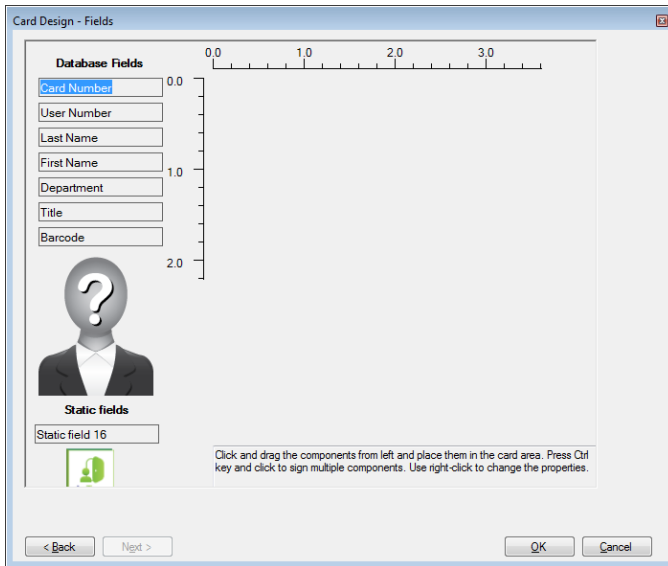 Card Design - Fields
Database Fields
0.0 1.0 2.0 3.0
Card Number
0.0
User Number
Last Name
First Name
1.0
Department
Title
Barcode
2.0
?
Static fields
Static field 16
Click and drag the components from left and place them in the card area. Press Ctrl
key and click to sign multiple components. Use right-click to change the properties.
< Back Next > OK Cancel